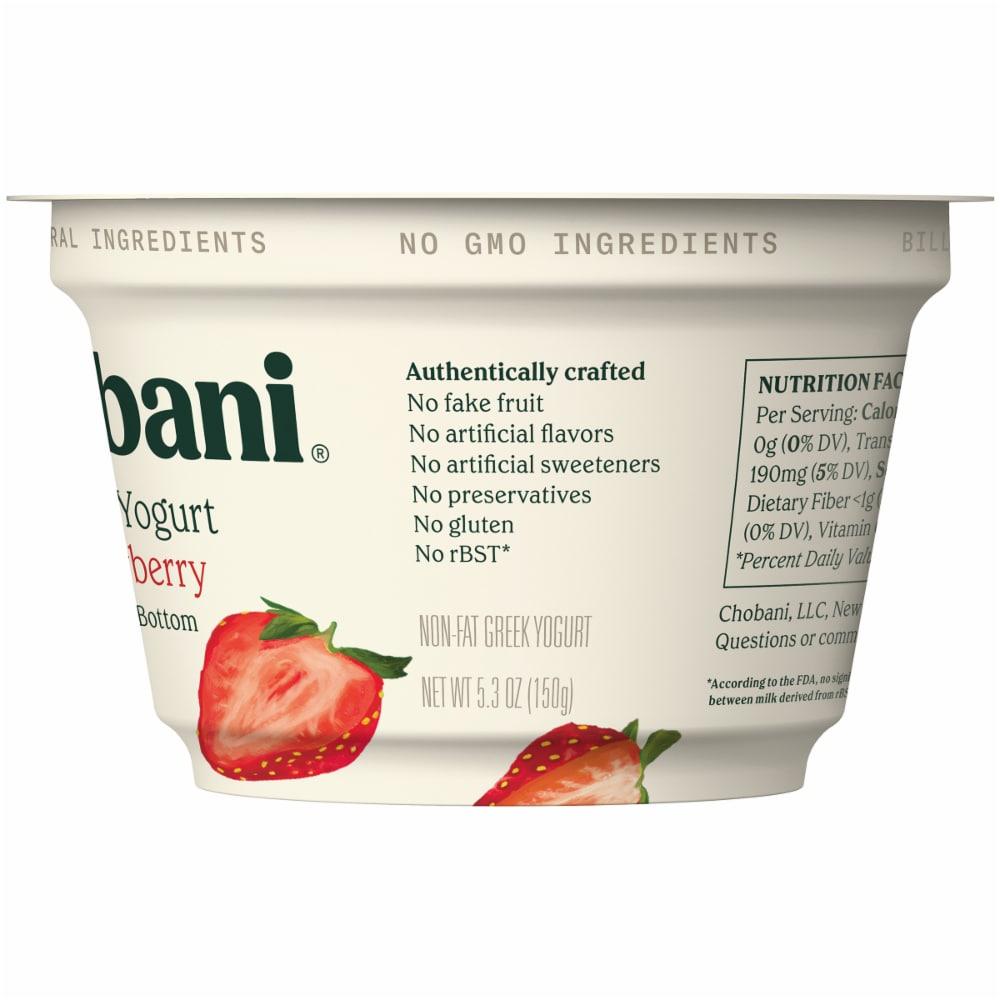 INGREDIENTS NO GMO INGREDIENTS
bani®
Yogurt
berry
Bottom
Authentically crafted
No fake fruit
No artificial flavors
No artificial sweeteners
No preservatives
No gluten
No rBST*
NON-FAT GREEK YOGURT
NET WT 5.3 OZ (150g)
NUTRITION FAC
Per Serving: Calo
0g (0% DV), Trans
190mg (5% DV), S
Dietary Fiber <1g (
(0% DV), Vitamin
*Percent Daily Valu
Chobani, LLC, New
Questions or comm
*According to the FDA, no sign
between milk derived from rBS